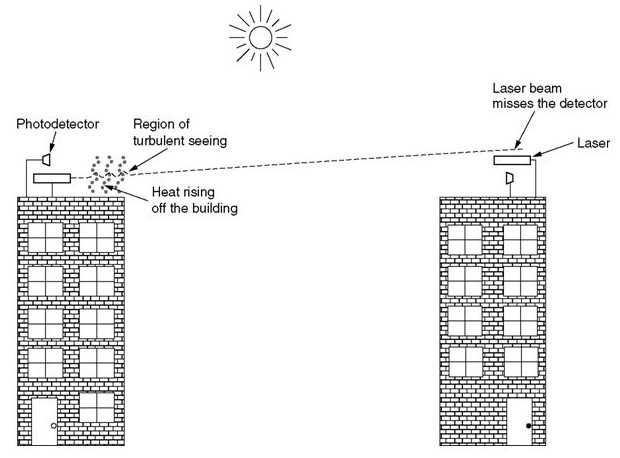 Laser beam
misses the detector
Photodetector
Region of
turbulent seeing
Laser
Heat rising
off the building